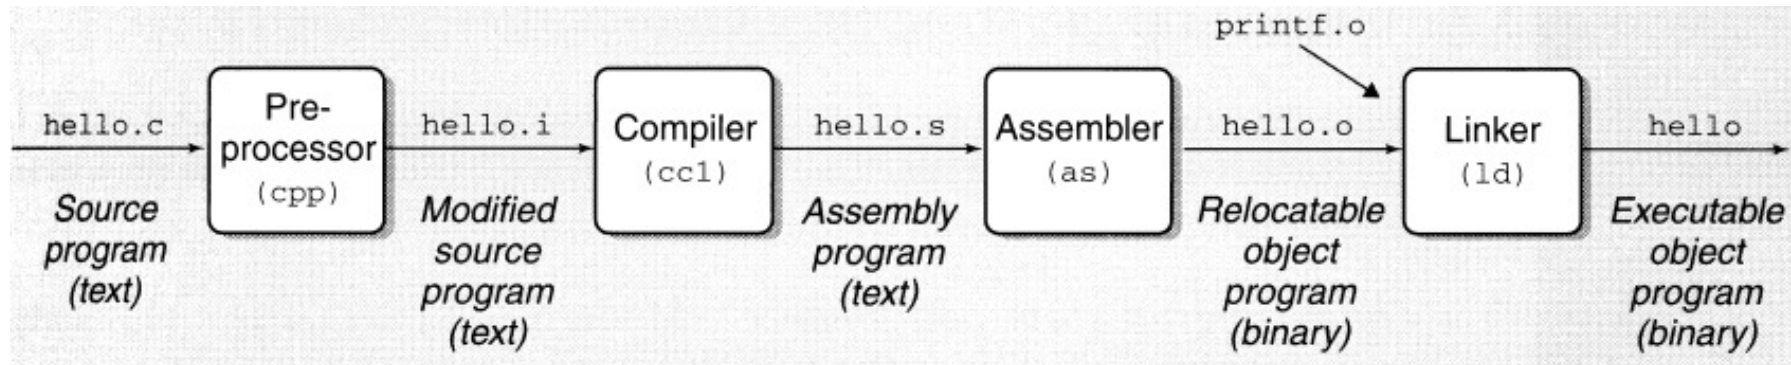 printf.o
hello.c
Pre-
processor
(cpp)
hello.i
Compiler
(cc1)
hello.s
Assembler
(as)
hello.o
Linker
(ld)
hello
Source
program
(text)
Modified
source
program
(text)
Assembly
program
(text)
Relocatable
object
program
(binary)
Executable
object
program
(binary)